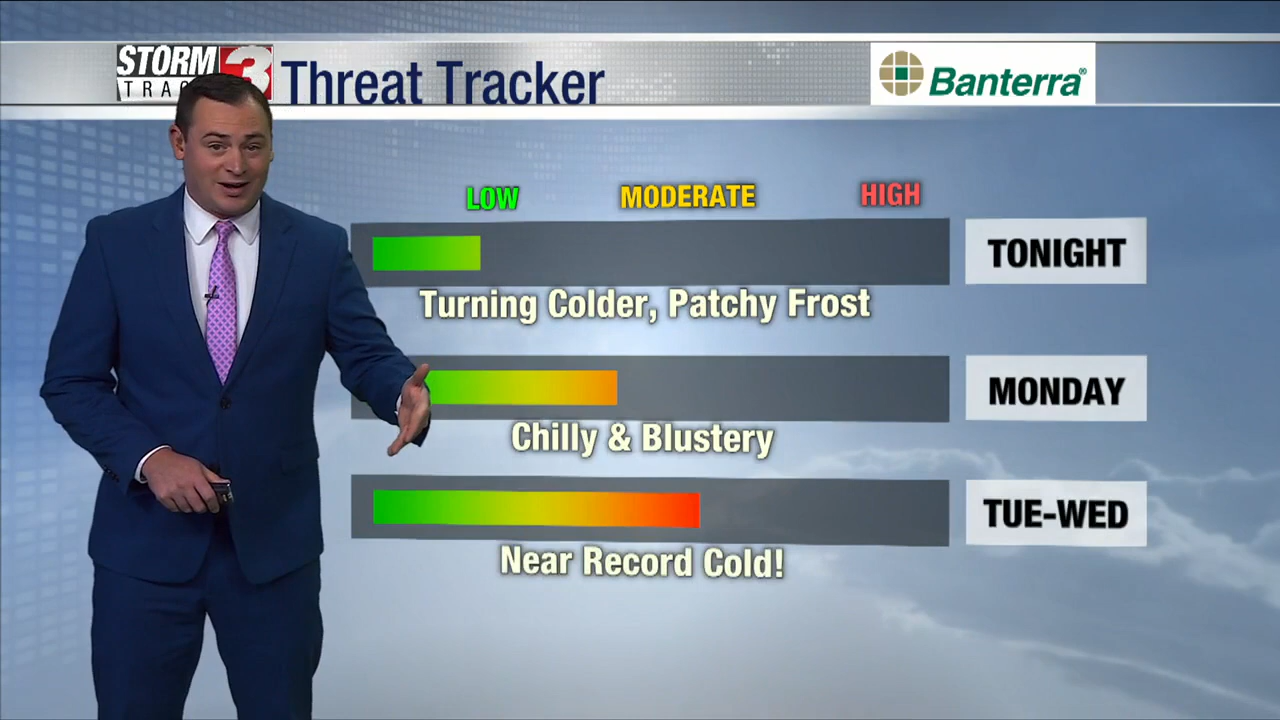 STORM 3
TRAC
Threat Tracker
Banterra®
LOW MODERATE HIGH
TONIGHT
Turning Colder, Patchy Frost
MONDAY
Chilly & Blustery
TUE-WED
Near Record Cold!